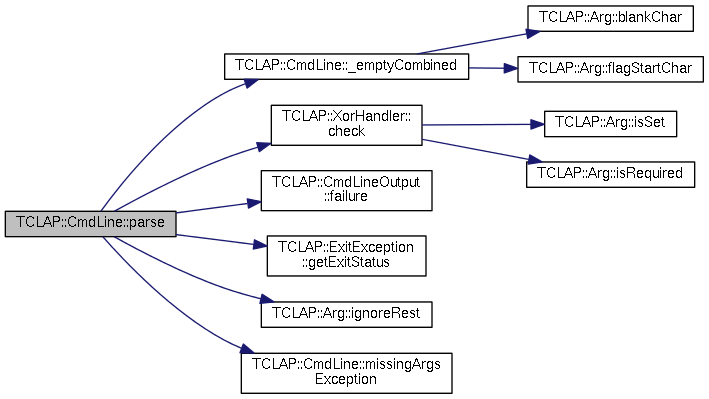 TCLAP::Arg::blankChar
TCLAP::CmdLine::_emptyCombined
TCLAP::Arg::flagStartChar
TCLAP::XorHandler::
check
TCLAP::Arg::isSet
TCLAP::Arg::isRequired
TCLAP::CmdLineOutput
::failure
TCLAP::CmdLine::parse
TCLAP::ExitException
::getExitStatus
TCLAP::Arg::ignoreRest
TCLAP::CmdLine::missingArgs
Exception